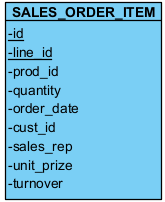 SALES_ORDER_ITEM
-id
-line_id
-prod_id
-quantity
-order_date
-cust_id
-sales_rep
-unit_prize
-turnover